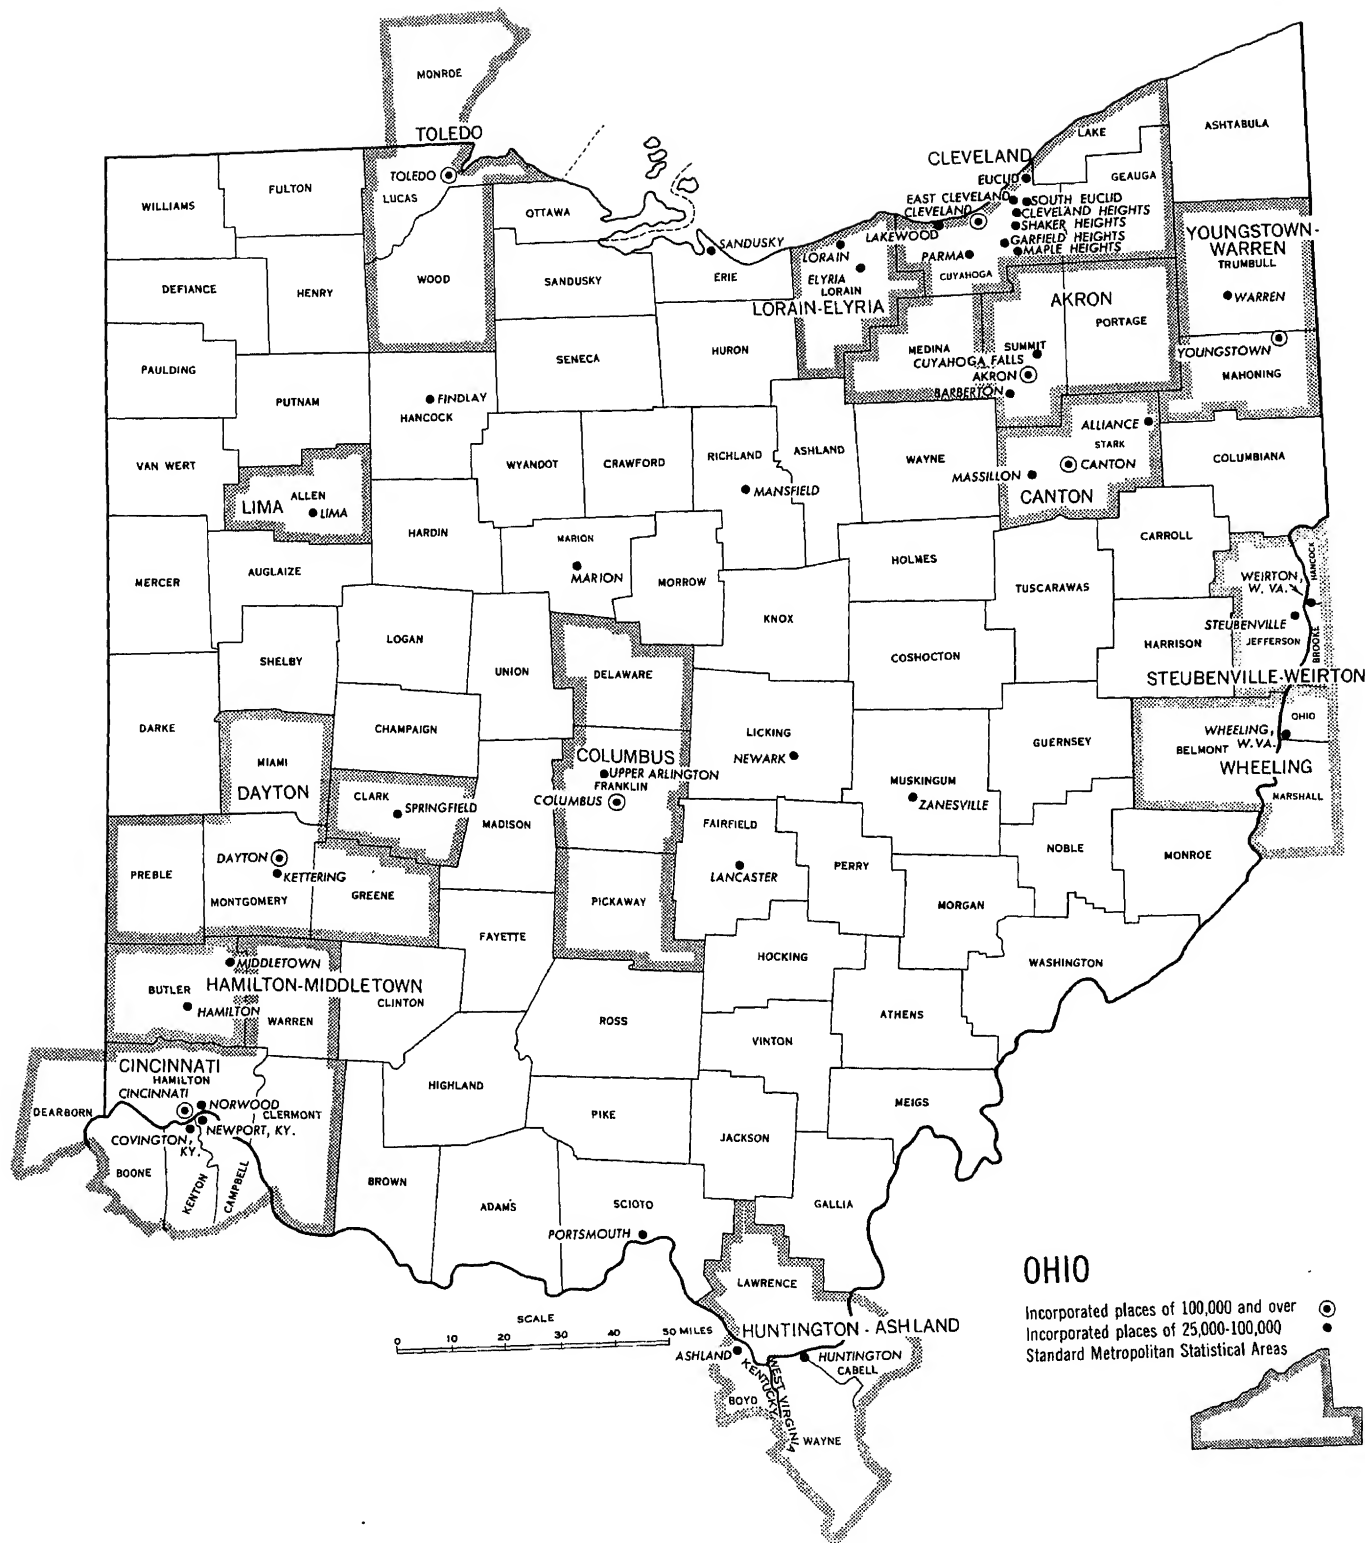 MONROE
TOLEDO
TOLEDO
LUCAS
WILLIAMS
FULTON
OTTAWA
DEFIANCE
HENRY
WOOD
SANDUSKY
SANDUSKY
ERIE
PAULDING
PUTNAM
FINDLAY
HANCOCK
SENECA
HURON
CLEVELAND
LAKE
ASHTABULA
GEAUGA
EUCLID
EAST CLEVELAND
SOUTH EUCLID
CLEVELAND
CLEVELAND HEIGHTS
SHAKER HEIGHTS
LAKEWOOD
GARFIELD HEIGHTS
PARMA
MAPLE HEIGHTS
CUYAHOGA
LORAIN
ELYRIA
LORAIN
LORAIN-ELYRIA
YOUNGSTOWN-
WARREN
TRUMBULL
WARREN
YOUNGSTOWN
MAHONING
AKRON
PORTAGE
MEDINA
SUMMIT
CUYAHOGA FALLS
AKRON
BARBERTON
VAN WERT
LIMA
ALLEN
LIMA
WYANDOT
CRAWFORD
RICHLAND
MANSFIELD
ASHLAND
WAYNE
ALLIANCE
STARK
CANTON
MASSILLON
CANTON
COLUMBIANA
MERCER
AUGLAIZE
HARDIN
MARION
MARION
MORROW
HOLMES
TUSCARAWAS
CARROLL
HANCOCK
WEIRTON,
W. VA.
STEUBENVILLE
JEFFERSON
BROOKE
HARRISON
STEUBENVILLE-WEIRTON
SHELBY
LOGAN
UNION
DELAWARE
KNOX
COSHOCTON
DARKE
MIAMI
DAYTON
CHAMPAIGN
CLARK
SPRINGFIELD
MADISON
COLUMBUS
UPPER ARLINGTON
FRANKLIN
COLUMBUS
LICKING
NEWARK
MUSKINGUM
ZANESVILLE
GUERNSEY
WHEELING,
W.VA.
OHIO
BELMONT
WHEELING
MARSHALL
PREBLE
DAYTON
KETTERING
MONTGOMERY
GREENE
FAYETTE
PICKAWAY
FAIRFIELD
LANCASTER
PERRY
MORGAN
NOBLE
MONROE
MIDDLETOWN
BUTLER
HAMILTON-MIDDLETOWN
HAMILTON
WARREN
CLINTON
ROSS
HOCKING
VINTON
ATHENS
WASHINGTON
CINCINNATI
HAMILTON
CINCINNATI
NORWOOD
CLERMONT
DEARBORN
NEWPORT, KY.
COVINGTON,
KY.
BOONE
KENTON
CAMPBELL
HIGHLAND
BROWN
ADAMS
PIKE
JACKSON
MEIGS
SCIOTO
PORTSMOUTH
GALLIA
LAWRENCE
HUNTINGTON - ASHLAND
ASHLAND
HUNTINGTON
CABELL
KENTUCKY
WEST VIRGINIA
BOYD
WAYNE
SCALE
0 10 20 30 40 50 MILES
OHIO
Incorporated places of 100,000 and over
Incorporated places of 25,000-100,000
Standard Metropolitan Statistical Areas